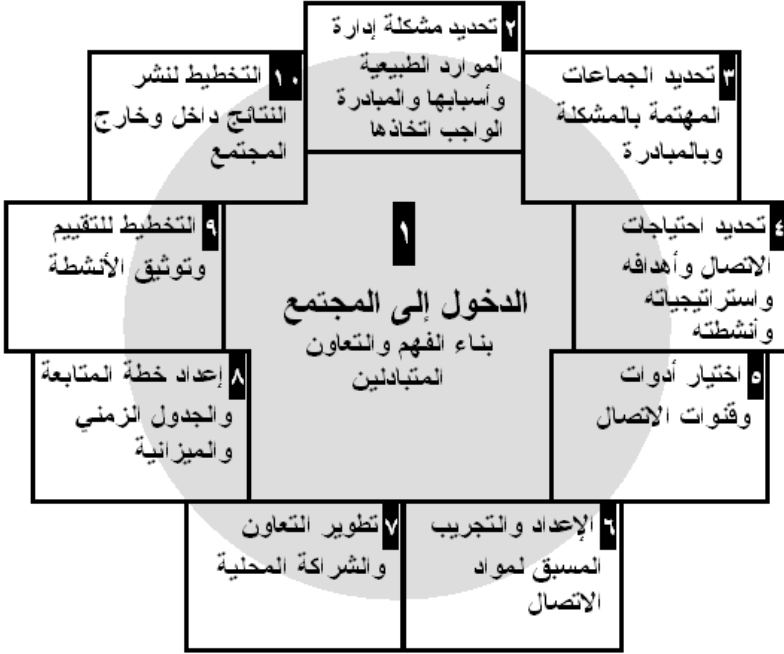 ١
الدخول إلى المجتمع
بناء الفهم والتعاون
المتبادلين
٢ تحديد مشكلة إدارة
الموارد الطبيعية
وأسبابها والمبادرة
الواجب اتخاذها
٣ تحديد الجماعات
المهتمة بالمشكلة
وبالمبادرة
٤ تحديد احتياجات
الاتصال وأهدافه
واستراتيجياته
وأنشطته
٥ اختيار أدوات
وقنوات الاتصال
٦ الإعداد والتجريب
المسبق لمواد
الاتصال
٧ تطوير التعاون
والشراكة المحلية
٨ إعداد خطة المتابعة
والجدول الزمني
والميزانية
٩ التخطيط للتقييم
وتوثيق الأنشطة
١٠ التخطيط لنشر
النتائج داخل وخارج
المجتمع